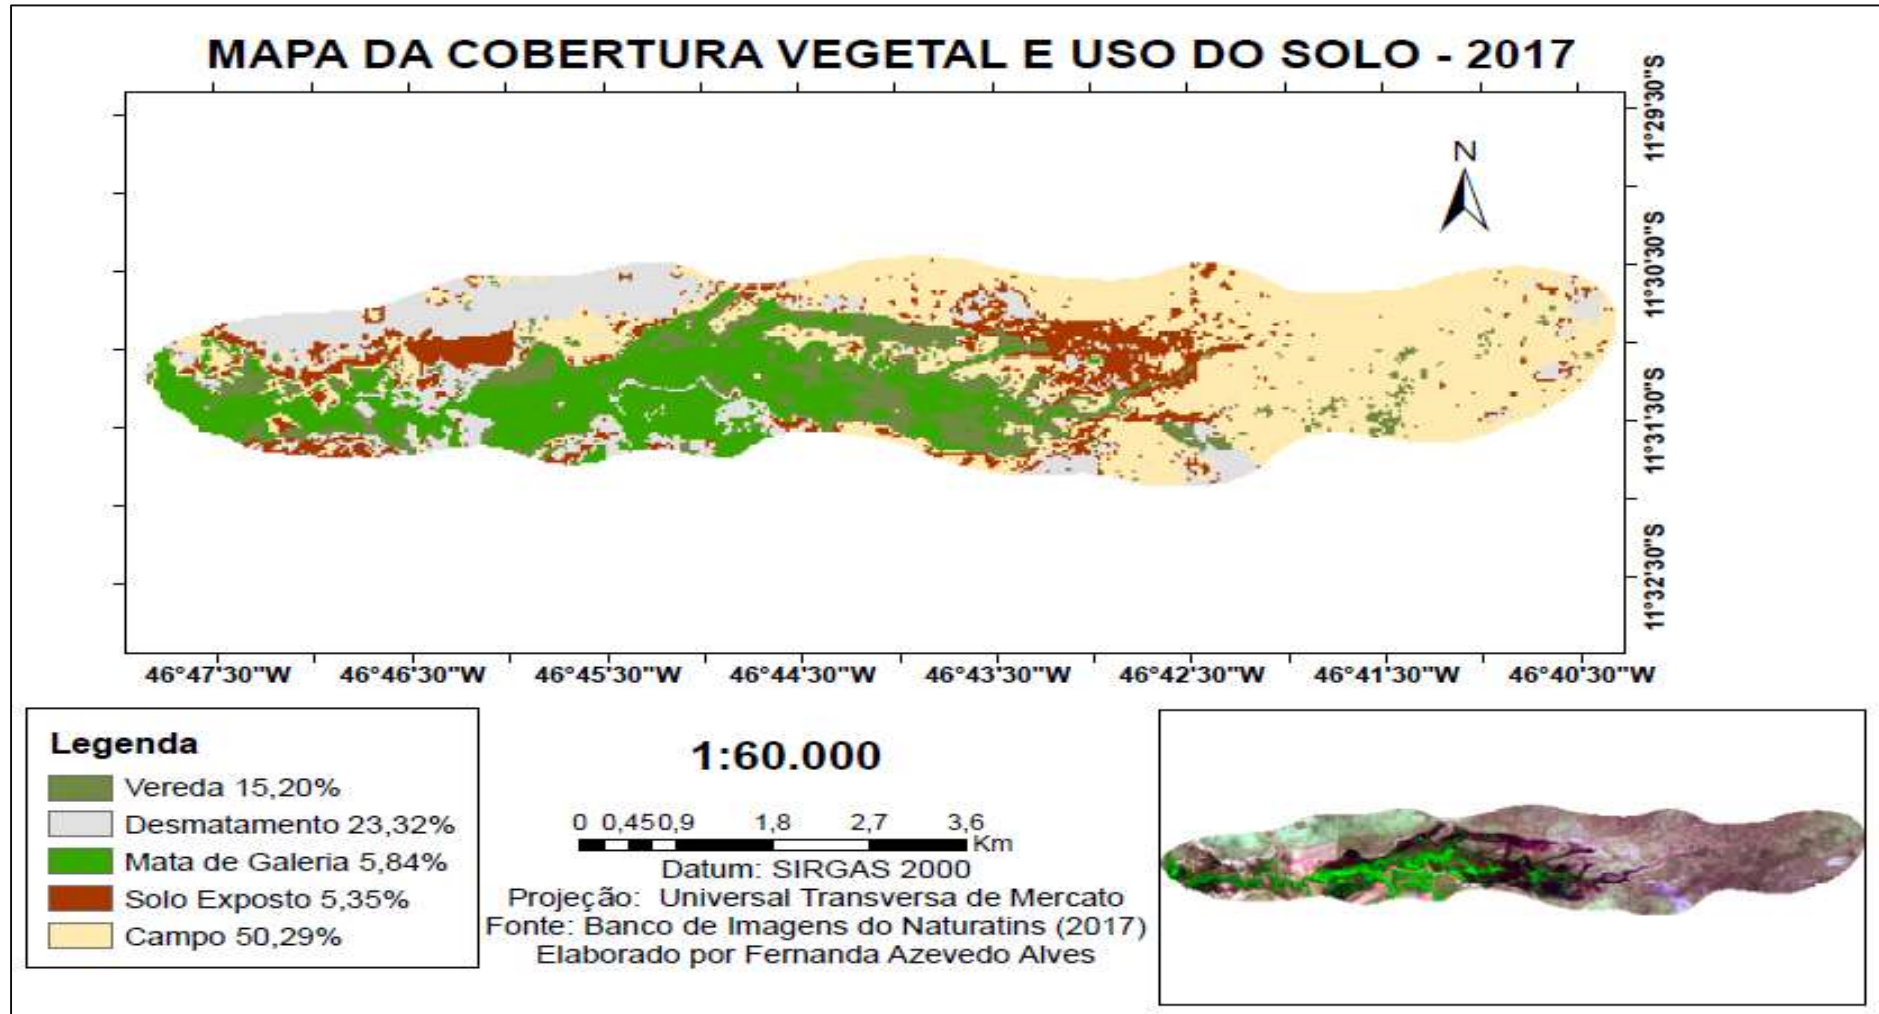 MAPA DA COBERTURA VEGETAL E USO DO SOLO - 2017
N
11°29'30"S
11°30'30"S
11°31'30"S
11°32'30"S
46°47'30"W 46°46'30"W 46°45'30"W 46°44'30"W 46°43'30"W 46°42'30"W 46°41'30"W 46°40'30"W
Legenda
Vereda 15,20%
Desmatamento 23,32%
Mata de Galeria 5,84%
Solo Exposto 5,35%
Campo 50,29%
1:60.000
0 0,450,9 1,8 2,7 3,6
Km
Datum: SIRGAS 2000
Projeção: Universal Transversa de Mercato
Fonte: Banco de Imagens do Naturatins (2017)
Elaborado por Fernanda Azevedo Alves